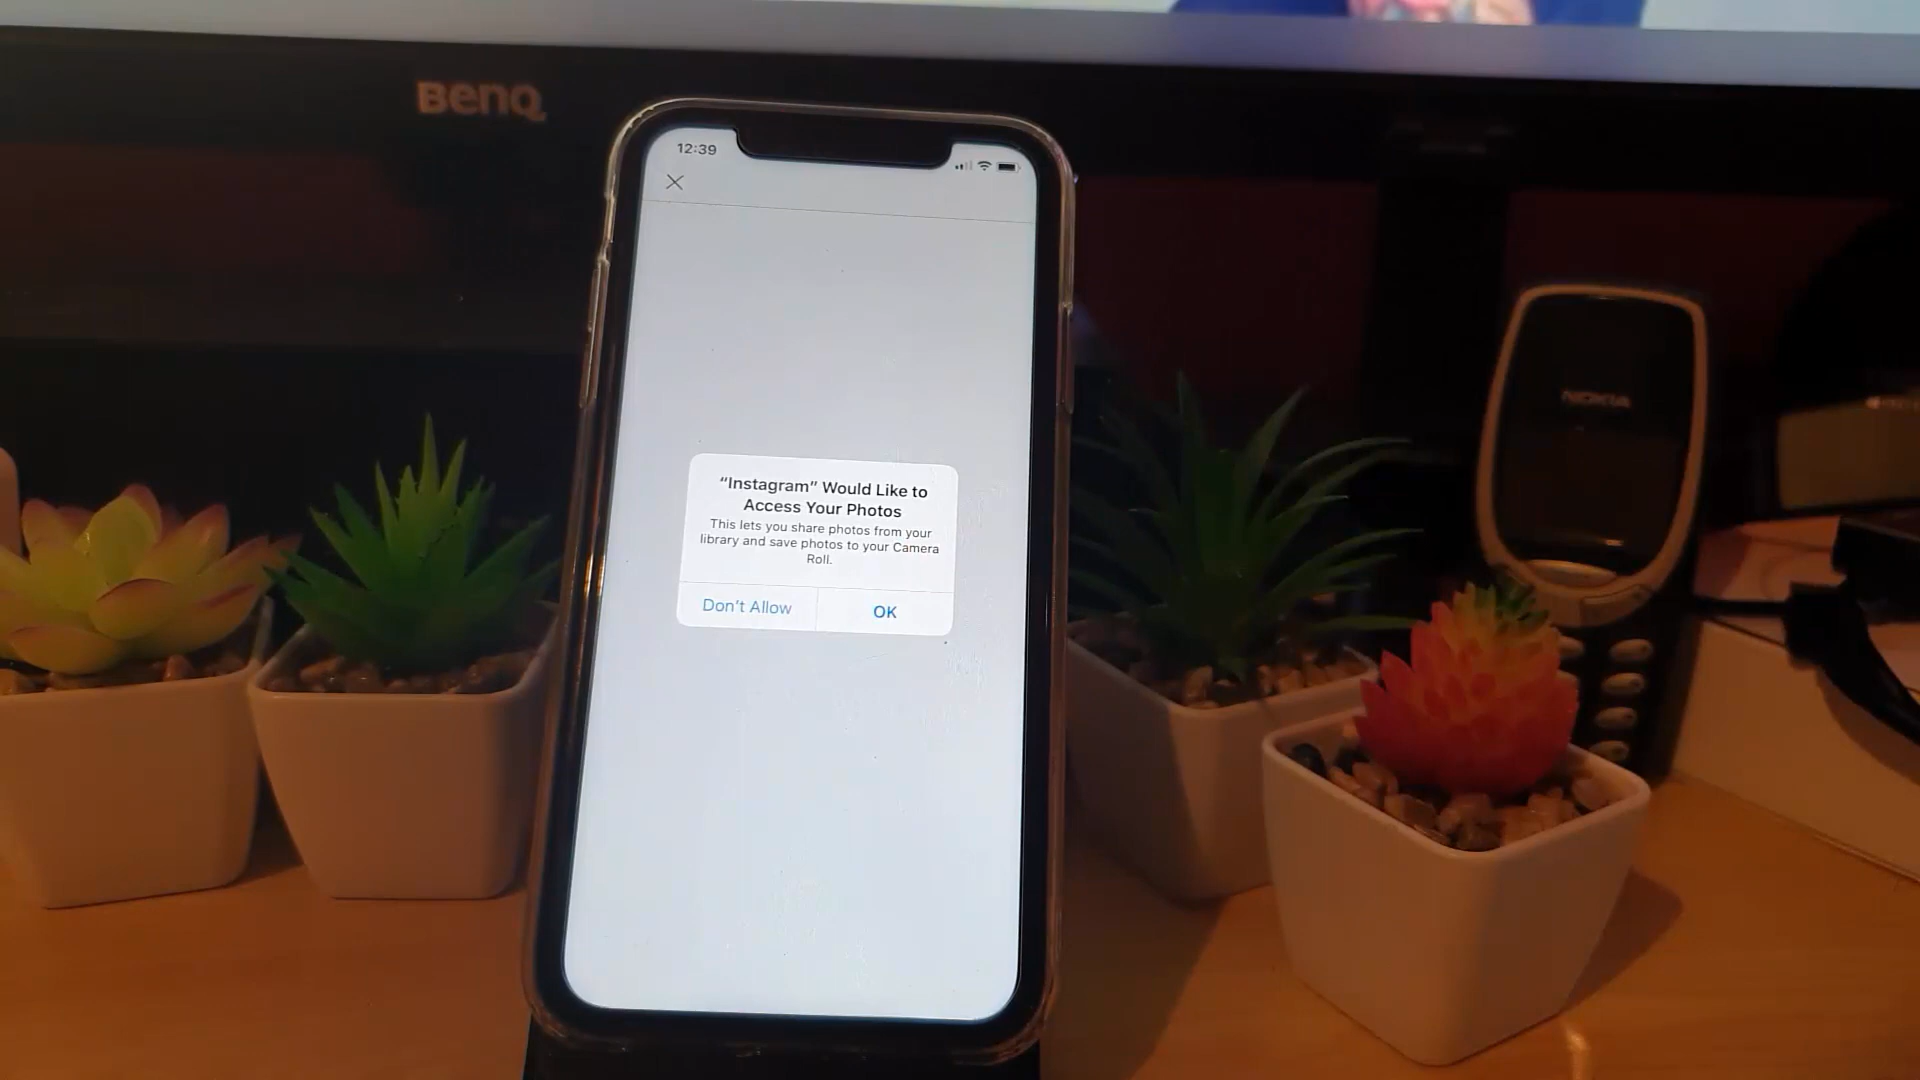 BenQ
12:39
“Instagram” Would Like to
Access Your Photos
This lets you share photos from your
library and save photos to your Camera
Roll.
Don’t Allow
OK
NOKIA